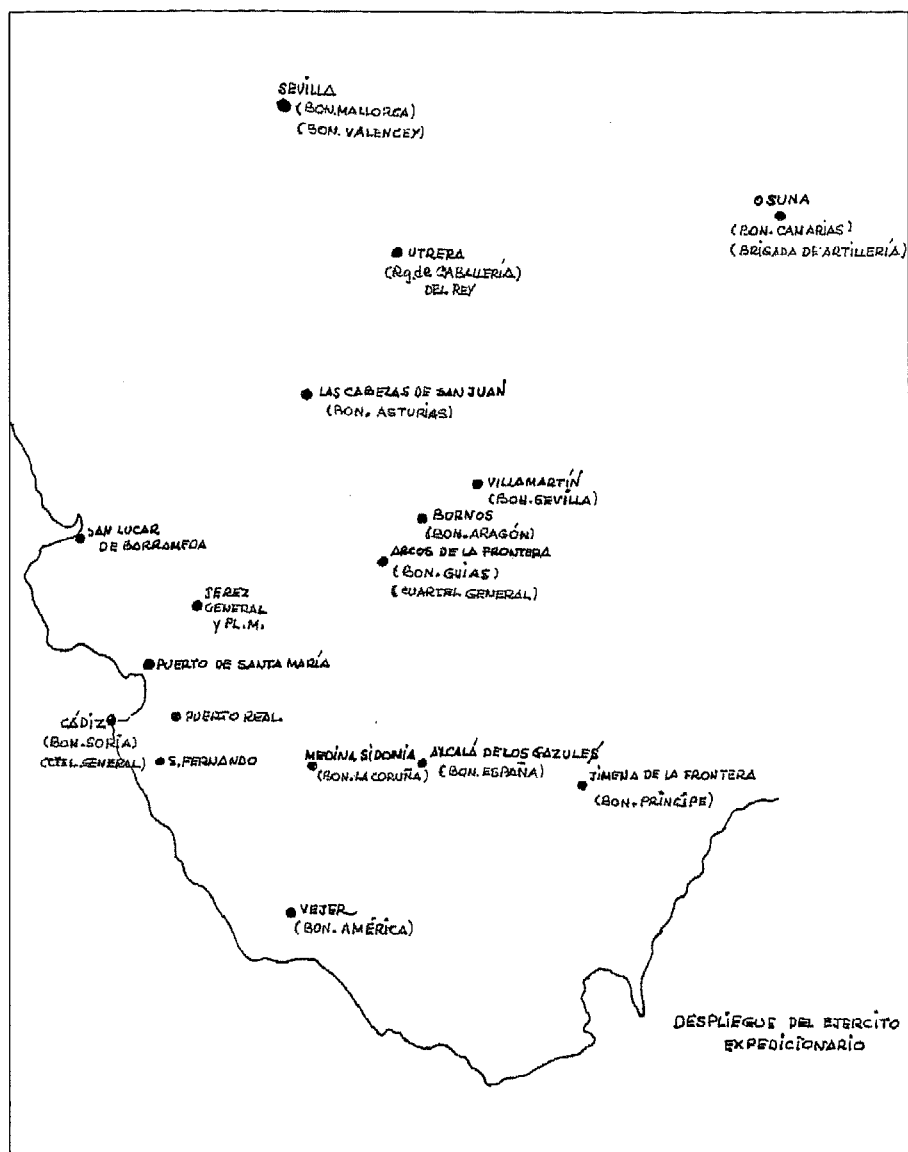 SEVILLA
(BON. MALLORCA)
(BON. VALENCEY)
OSUNA
(BON. CANARIAS)
(BRIGADA DE ARTILLERÍA)
UTRERA
(Rg. de CABALLERÍA)
DEL REY
LAS CABEZAS DE SAN JUAN
(BON. ASTURIAS)
VILLAMARTÍN
(BON. SEVILLA)
BORNOS
(BON. ARAGÓN)
SAN LUCAR
DE BARRAMEDA
ARCOS DE LA FRONTERA
(BON. GUIAS)
(CUARTEL GENERAL)
JEREZ
GENERAL
y PL.M.
PUERTO DE SANTA MARÍA
CÁDIZ
(BON. SORÍA)
(CTEL. GENERAL)
PUERTO REAL
S. FERNANDO
MEDINA SIDONIA
(BON. LA CORUÑA)
ALCALÁ DE LOS GAZULES
(BON. ESPAÑA)
JIMENA DE LA FRONTERA
(BON. PRÍNCIPE)
VEJER
(BON. AMÉRICA)
DESPLIEGUE DEL EJERCITO
EXPEDICIONARIO